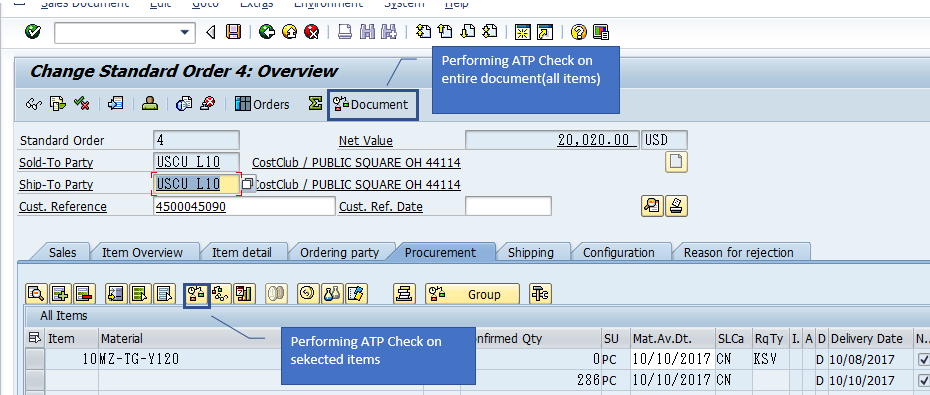 Sales Document Edit Goto Extras Environment System Help
Performing ATP Check on
entire document(all items)
Change Standard Order 4: Overview
Orders Document
Standard Order 4 Net Value 20,020.00 USD
Sold-To Party USCU_L10 CostClub / PUBLIC SQUARE OH 44114
Ship-To Party USCU_L10 CostClub / PUBLIC SQUARE OH 44114
Cust. Reference 4500045090 Cust. Ref. Date
Sales Item Overview Item detail Ordering party Procurement Shipping Configuration Reason for rejection
Group
All Items
Performing ATP Check on
sekected items
Item Material nfirmed Qty SU Mat.Av.Dt. SLCa RqTy I. A D Delivery Date N..
10 MZ-TG-Y120 0 PC 10/10/2017 CN KSV D 10/08/2017
286 PC 10/10/2017 CN D 10/10/2017